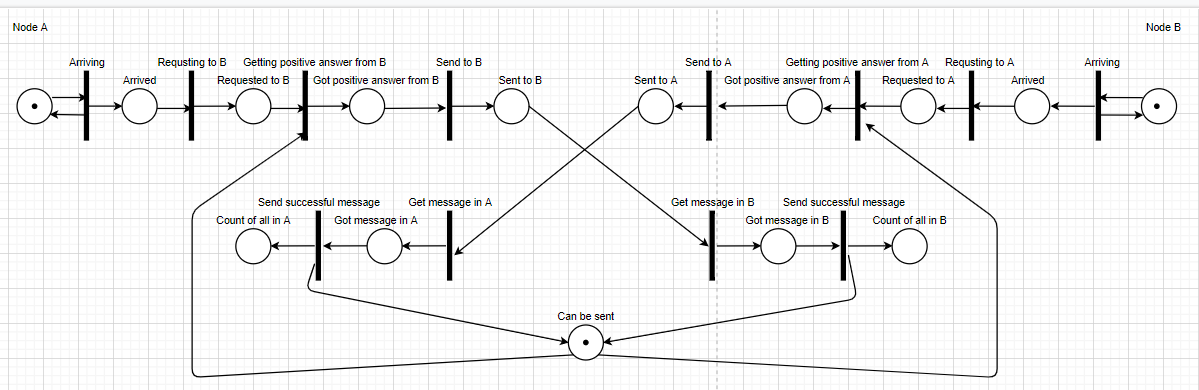 Node A
Node B
Arriving
Requsting to B
Getting positive answer from B
Send to B
Send to A
Getting positive answer from A
Requsting to A
Arriving
Arrived
Requested to B
Got positive answer from B
Sent to B
Sent to A
Got positive answer from A
Requested to A
Arrived
Send successful message
Get message in A
Get message in B
Send successful message
Count of all in A
Got message in A
Got message in B
Count of all in B
Can be sent